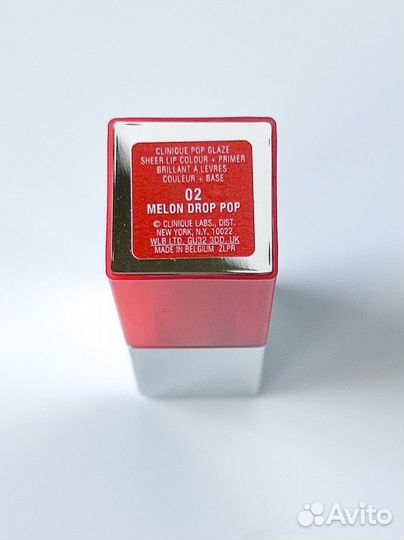 CLINIQUE POP GLAZE
SHEER LIP COLOUR + PRIMER
BRILLANT À LÈVRES
COULEUR + BASE
02
MELON DROP POP
© CLINIQUE LABS., DIST.
NEW YORK, N.Y. 10022
WLB LTD. GU32 3DD, UK
MADE IN BELGIUM ZLPR
Avito